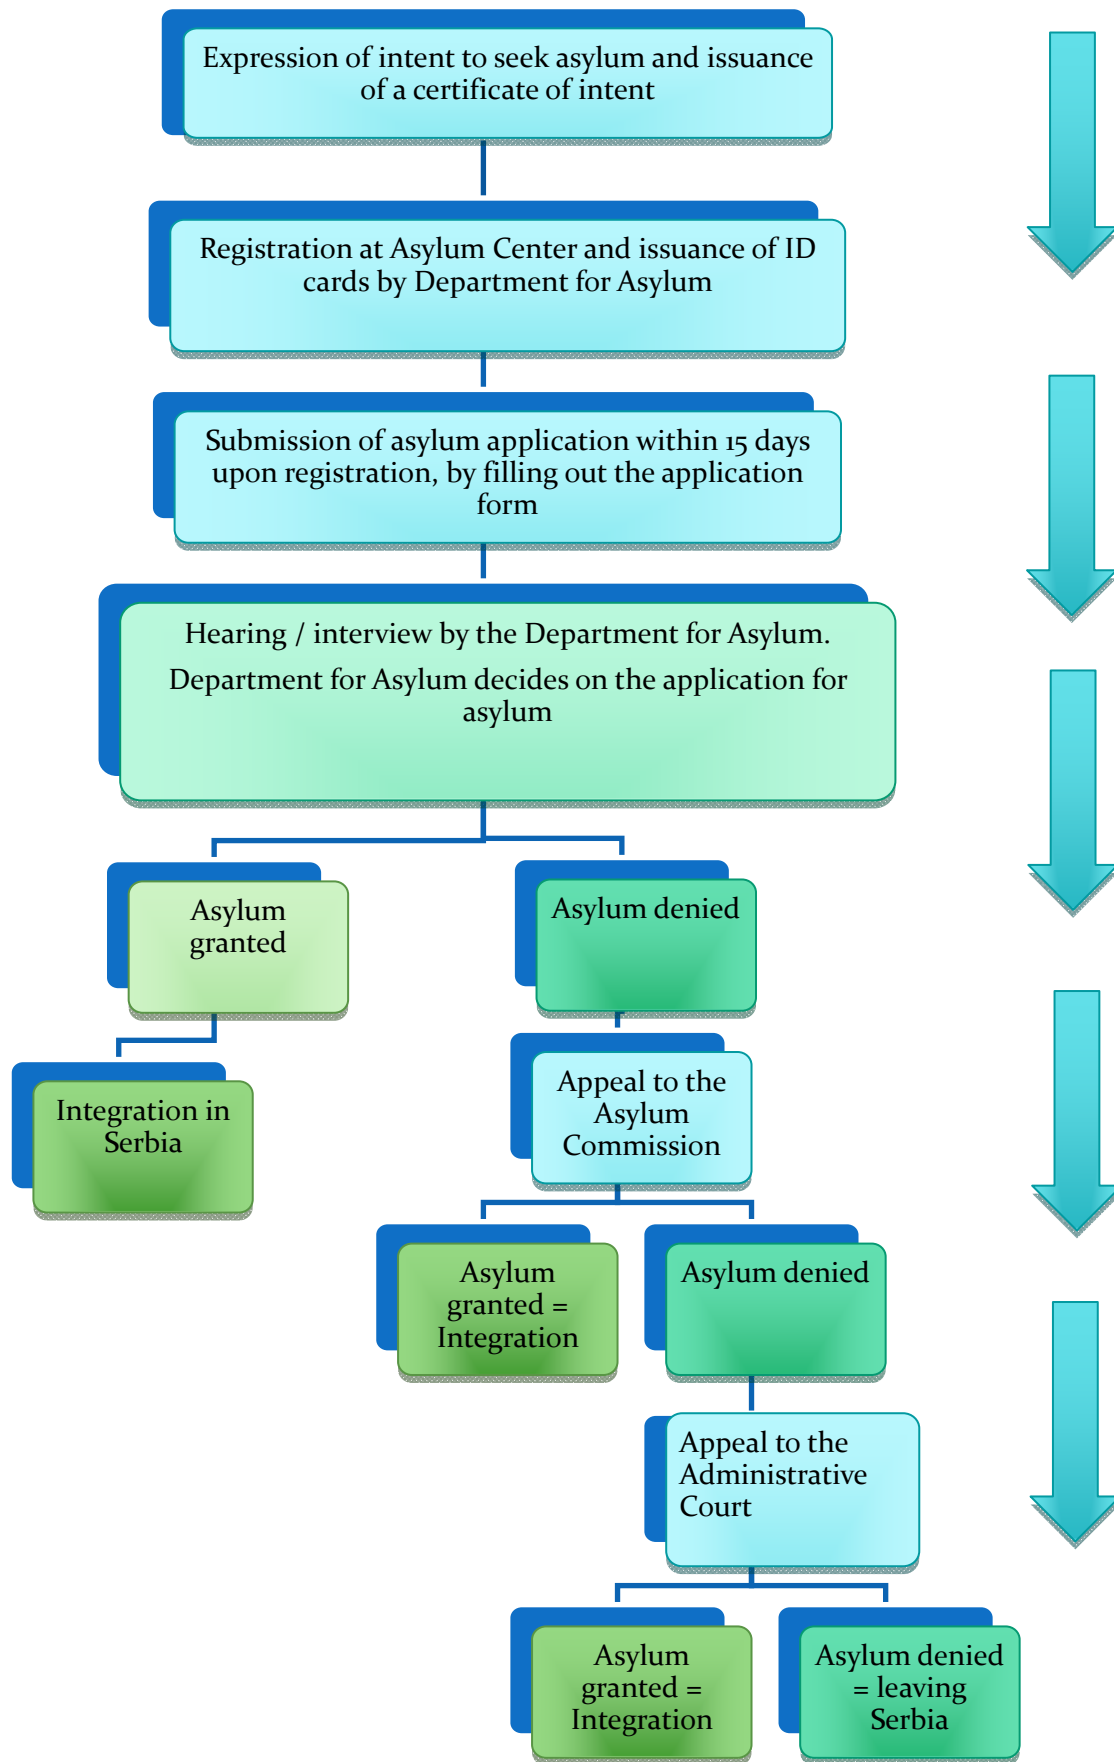 Expression of intent to seek asylum and issuance
of a certificate of intent
Registration at Asylum Center and issuance of ID
cards by Department for Asylum
Submission of asylum application within 15 days
upon registration, by filling out the application
form
Hearing / interview by the Department for Asylum.
Department for Asylum decides on the application for
asylum
Asylum
granted
Asylum denied
Integration in
Serbia
Appeal to the
Asylum
Commission
Asylum
granted =
Integration
Asylum denied
Appeal to the
Administrative
Court
Asylum
granted =
Integration
Asylum denied
= leaving
Serbia